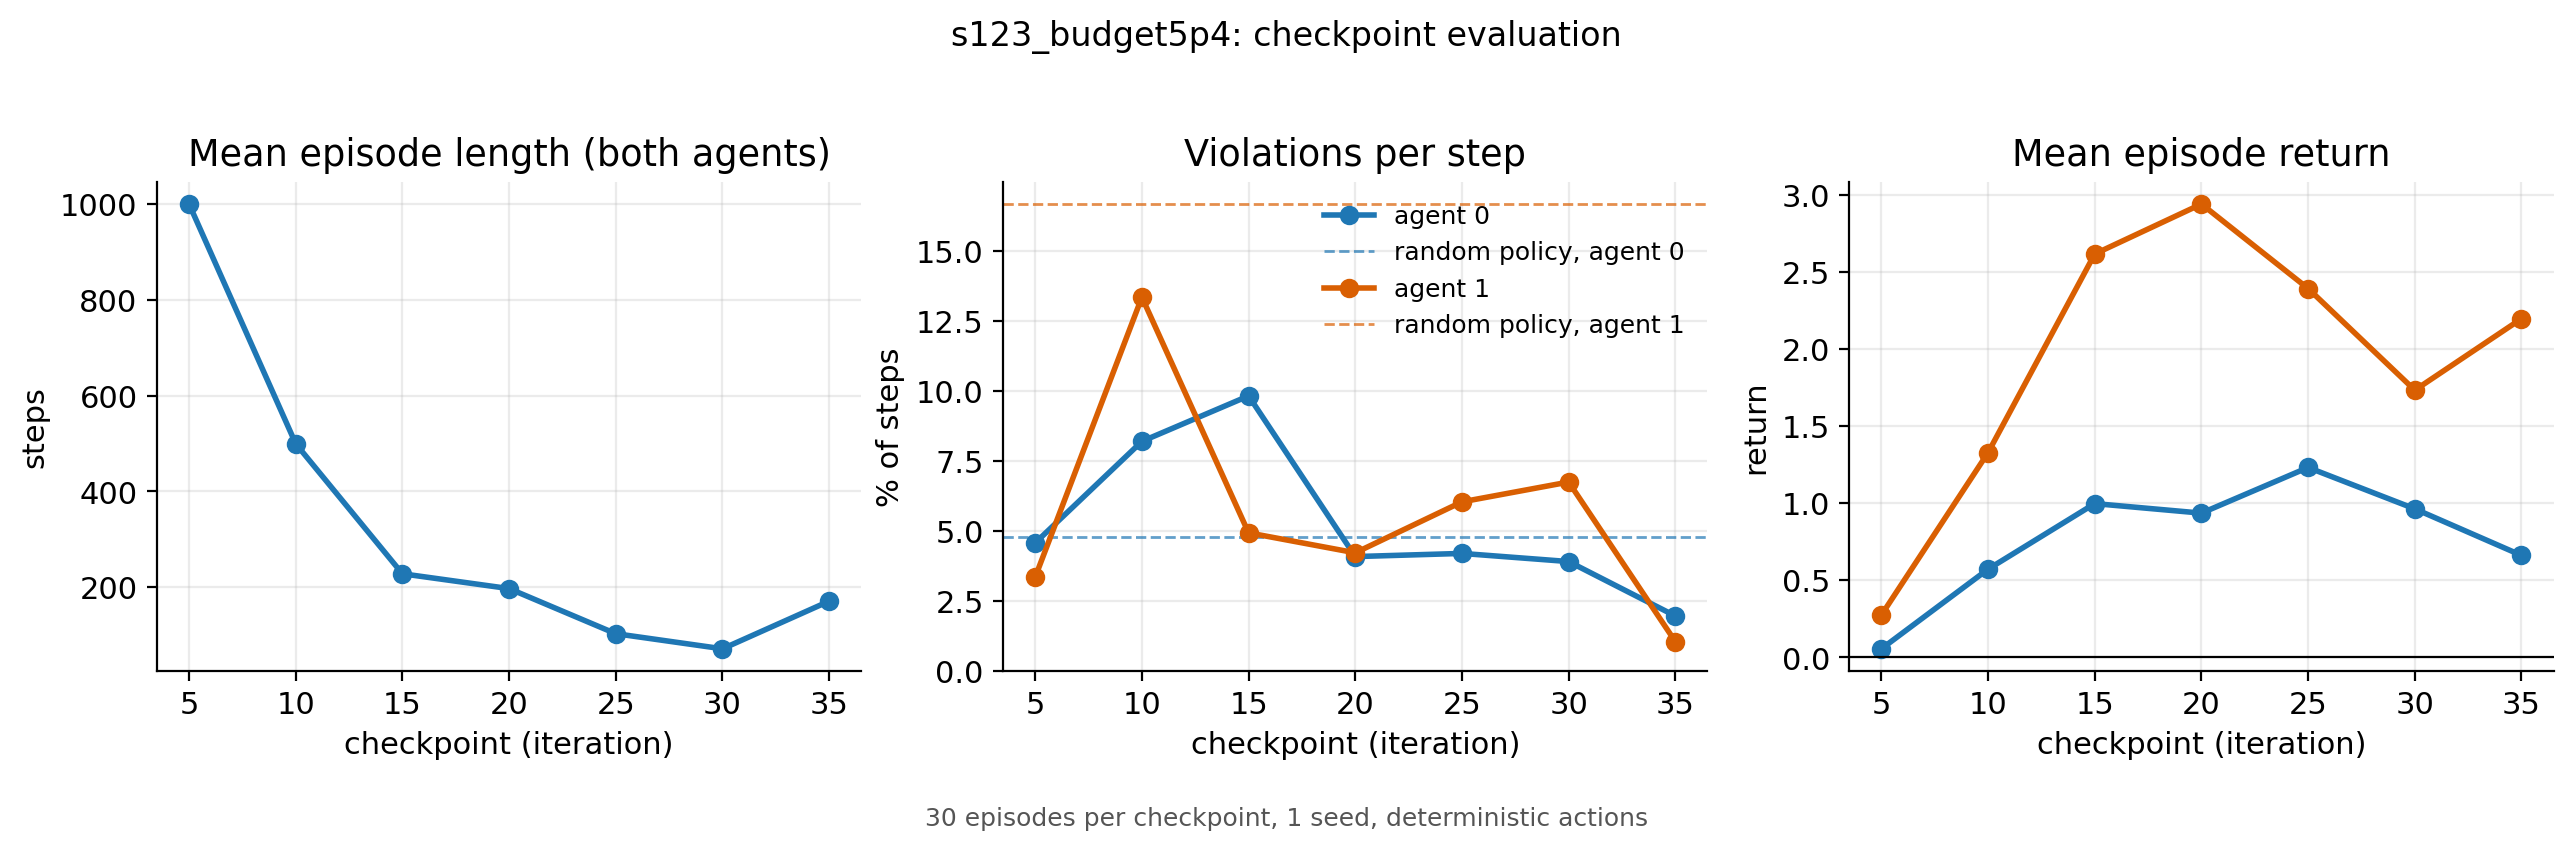 s123_budget5p4: checkpoint evaluation
Mean episode length (both agents)
steps
1000
800
600
400
200
5 10 15 20 25 30 35
checkpoint (iteration)
Violations per step
% of steps
15.0
12.5
10.0
7.5
5.0
2.5
0.0
agent 0
random policy, agent 0
agent 1
random policy, agent 1
5 10 15 20 25 30 35
checkpoint (iteration)
Mean episode return
return
3.0
2.5
2.0
1.5
1.0
0.5
0.0
5 10 15 20 25 30 35
checkpoint (iteration)
30 episodes per checkpoint, 1 seed, deterministic actions